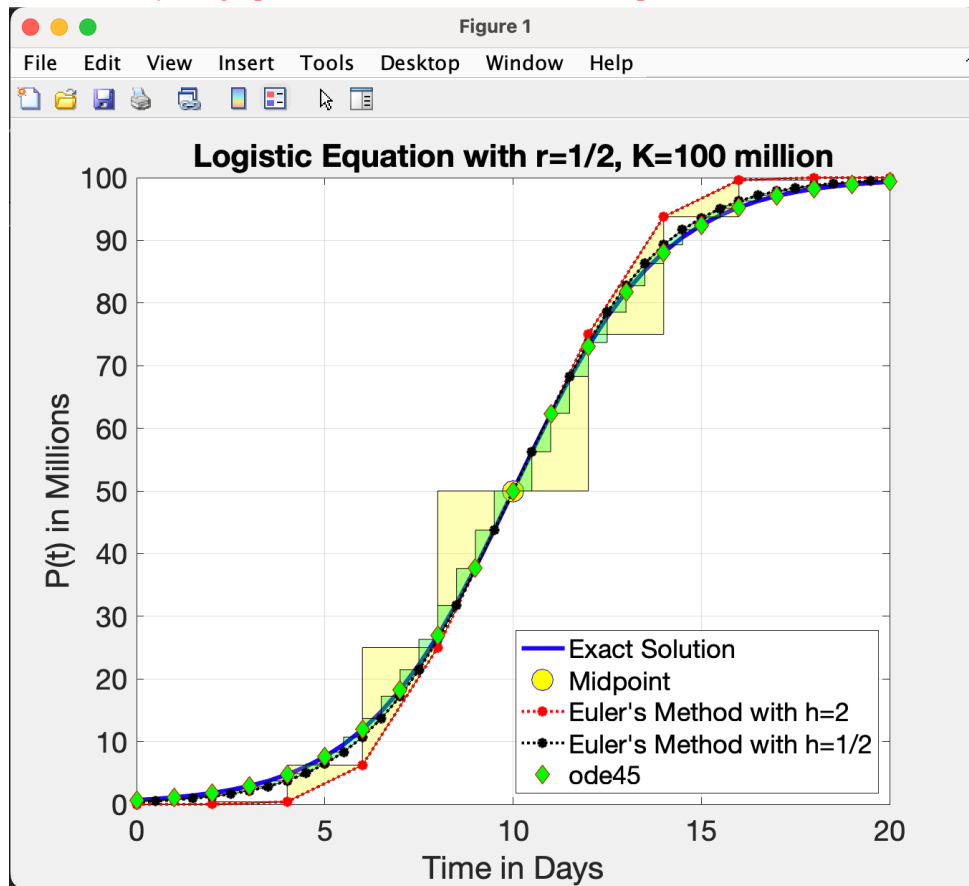 Figure 1
File Edit View Insert Tools Desktop Window Help
Logistic Equation with r=1/2, K=100 million
100
90
80
70
60
50
40
30
20
10
0
P(t) in Millions
0 5 10 15 20
Time in Days
Exact Solution
Midpoint
Euler's Method with h=2
Euler's Method with h=1/2
ode45